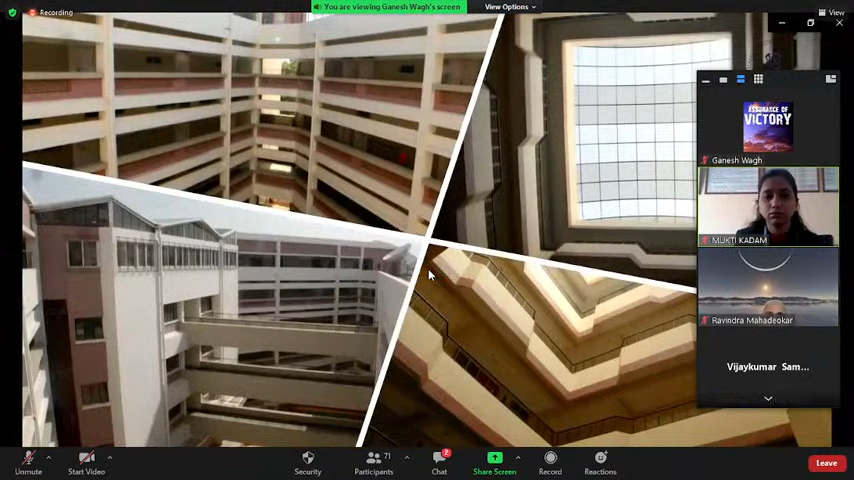 Recording
You are viewing Ganesh Wagh's screen
View Options
View
ASSURANCE OF
VICTORY
Ganesh Wagh
MUKTI KADAM
Ravindra Mahadeokar
Vijaykumar Sam...
Unmute
Start Video
Security
Participants
71
Chat
2
Share Screen
Record
Reactions
Leave